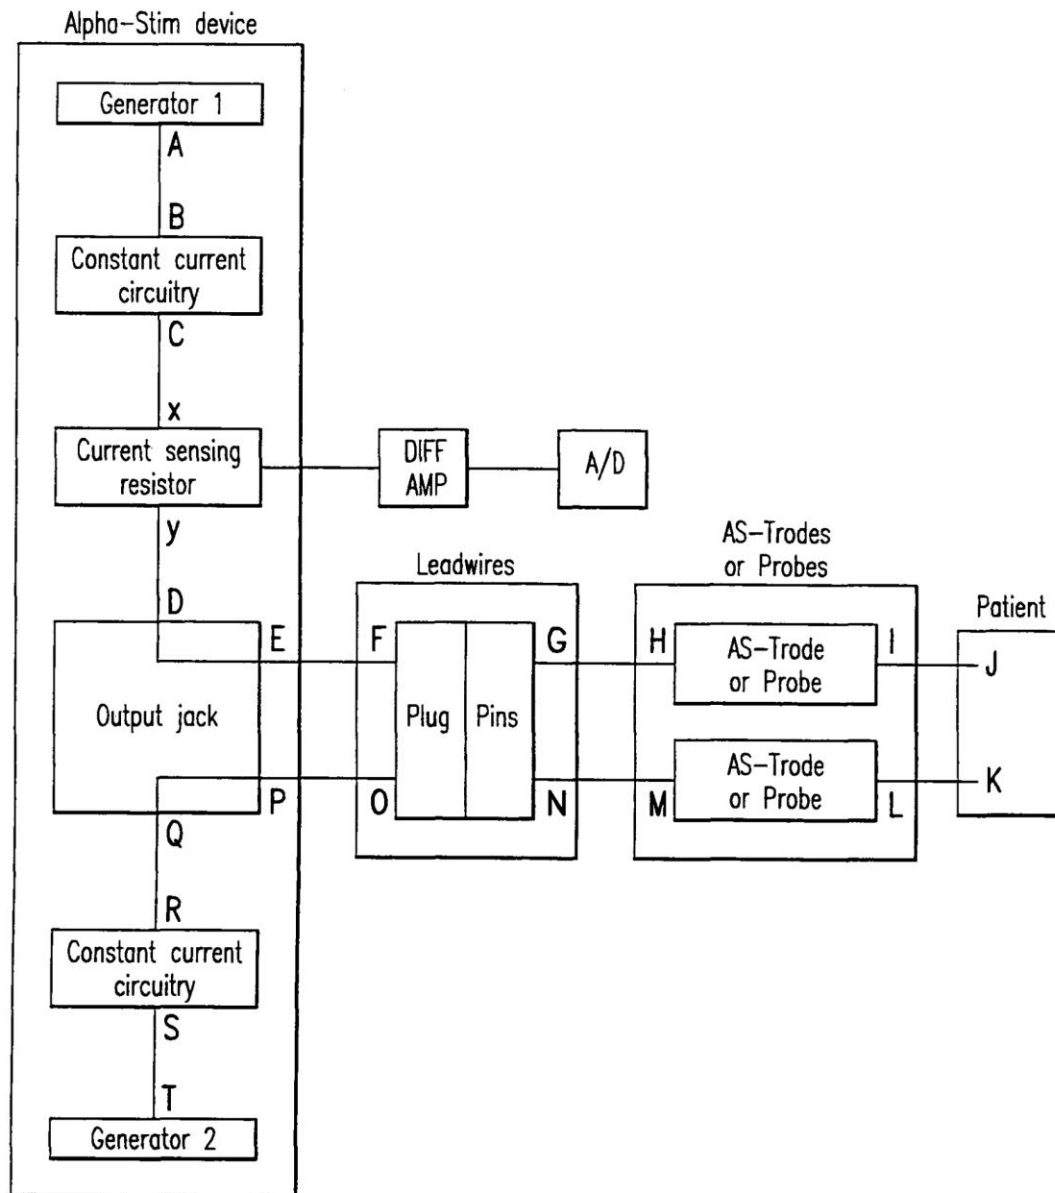 Alpha-Stim device
Generator 1
A
B
Constant current
circuitry
C
x
Current sensing
resistor
DIFF
AMP
A/D
y
D
Leadwires
AS-Trodes
or Probes
Patient
E
F
G
H
AS-Trode
or Probe
I
J
Output jack
Plug
Pins
P
O
N
M
AS-Trode
or Probe
L
K
Q
R
Constant current
circuitry
S
T
Generator 2